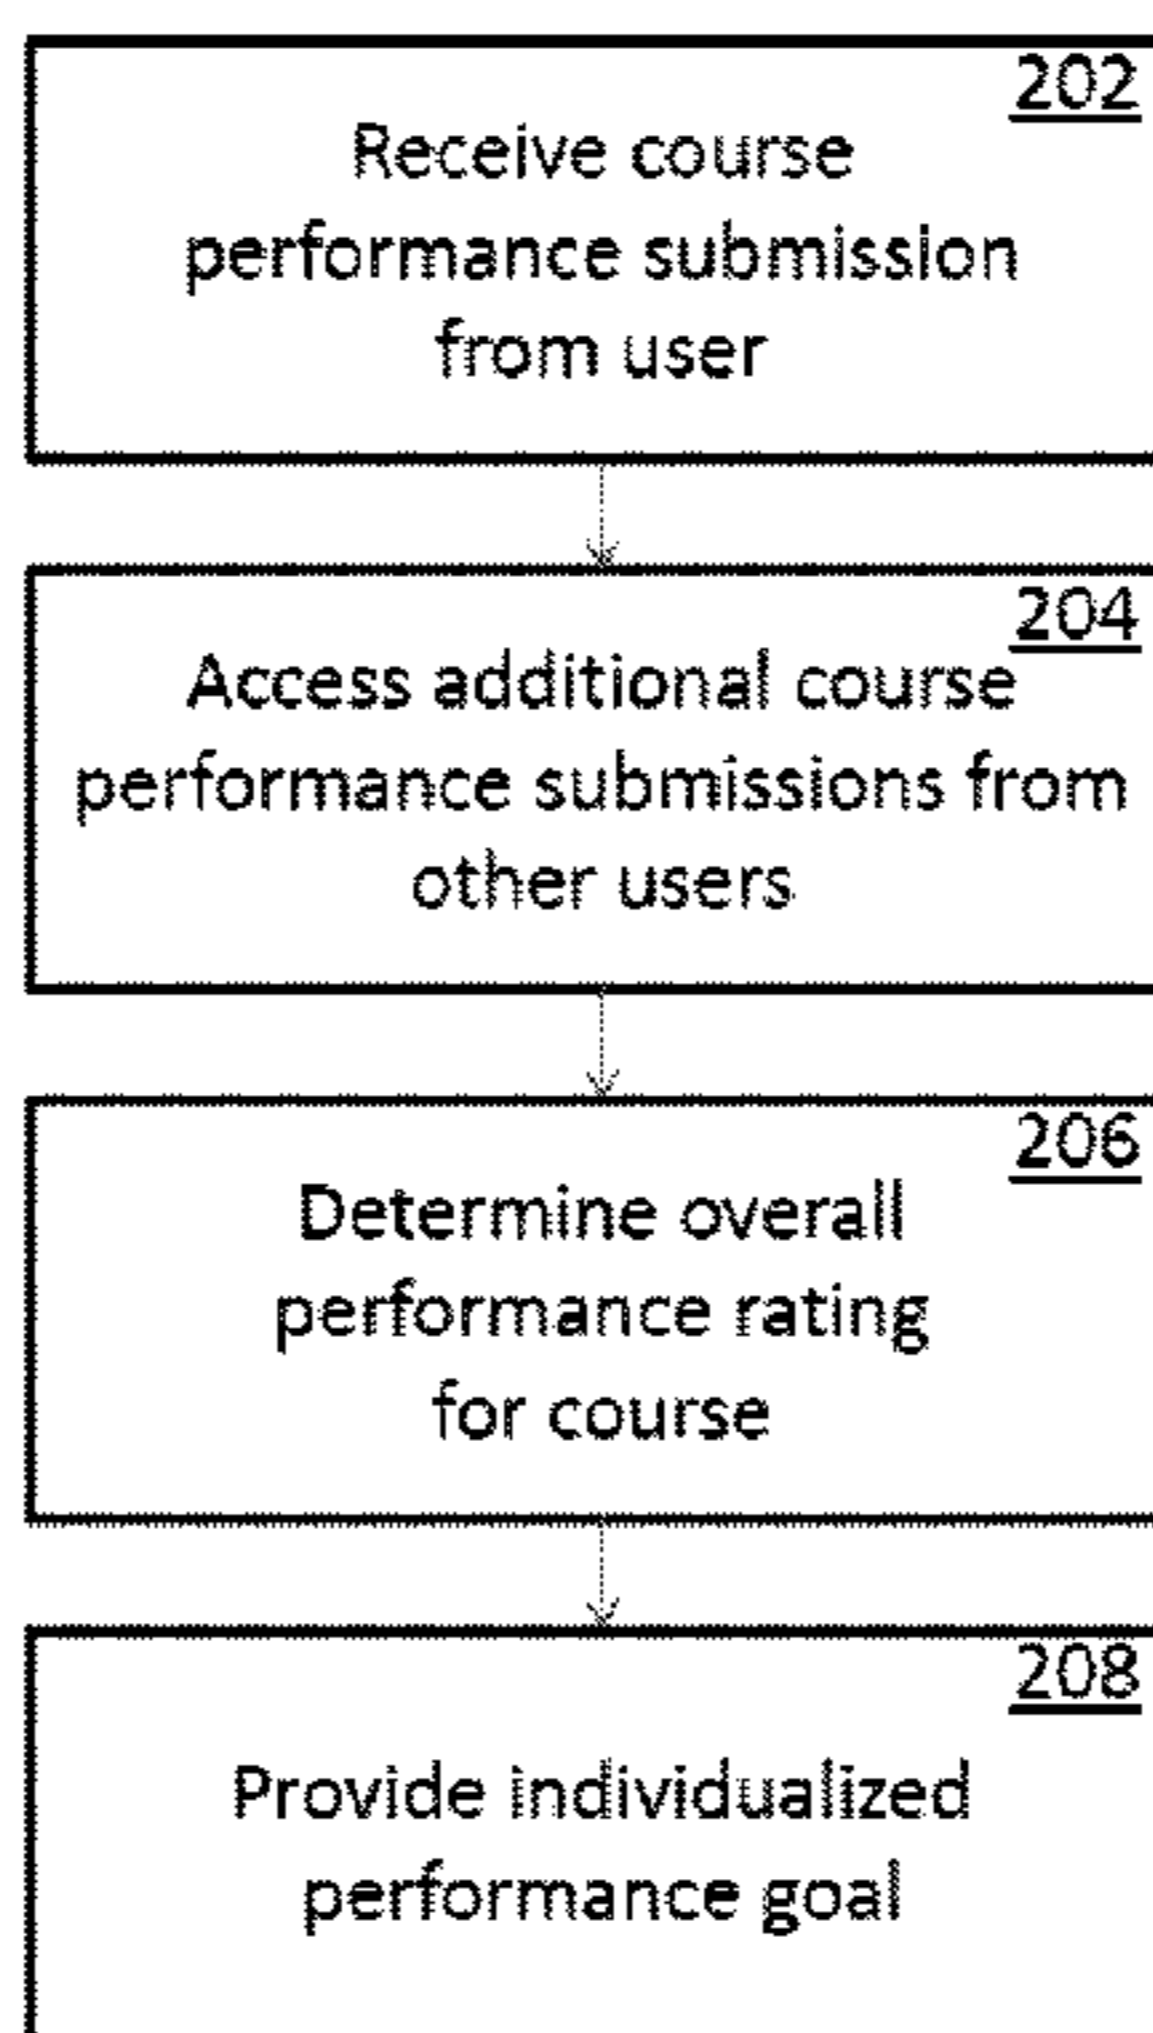 202
Receive course
performance submission
from user
204
Access additional course
performance submissions from
other users
206
Determine overall
performance rating
for course
208
Provide individualized
performance goal